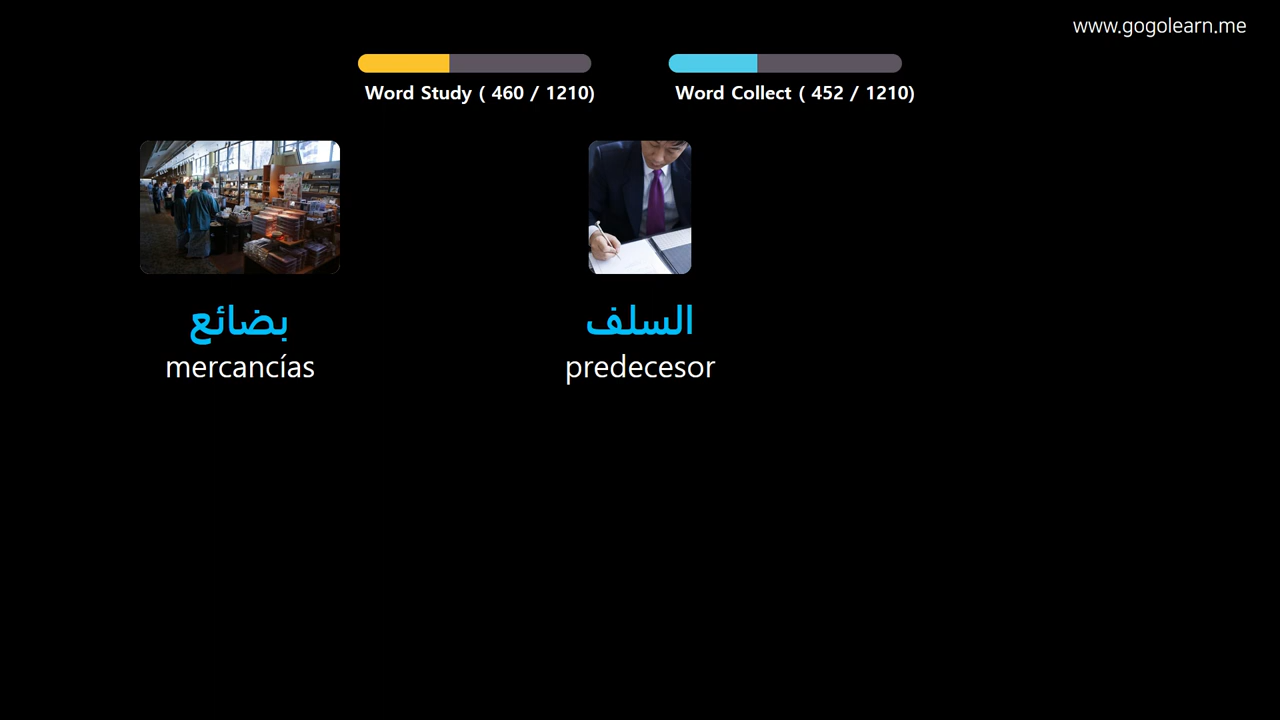 www.gogolearn.me
Word Study ( 460 / 1210)
Word Collect ( 452 / 1210)
بضائع
mercancías
السلف
predecesor